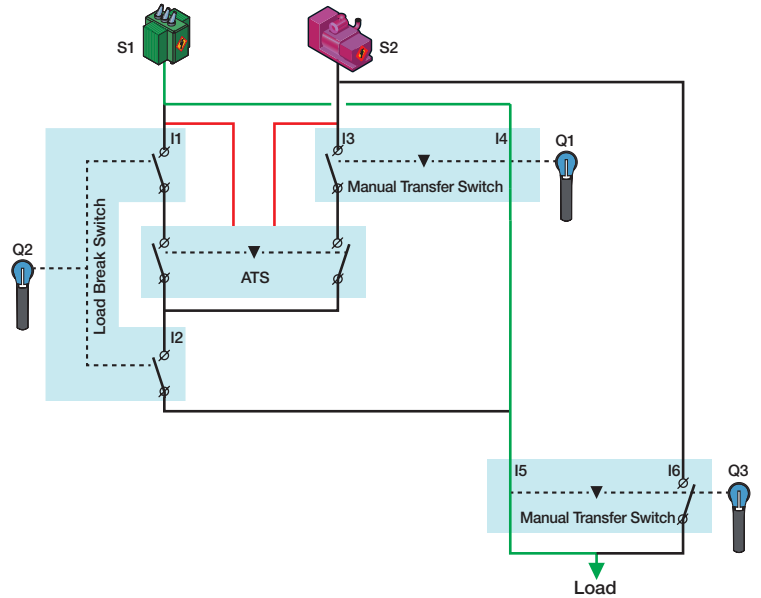 S1
S2
I1
I3
I4
Q1
Manual Transfer Switch
Load Break Switch
Q2
ATS
I2
I5
I6
Q3
Manual Transfer Switch
Load